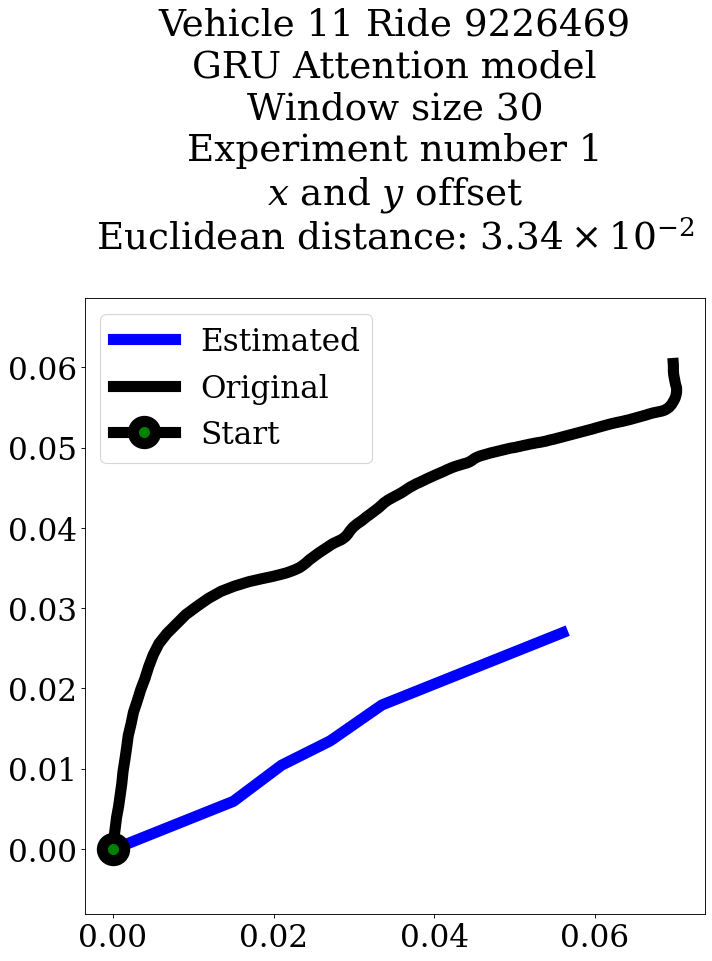 Vehicle 11 Ride 9226469
GRU Attention model
Window size 30
Experiment number 1
x and y offset
Euclidean distance: 3.34 × 10⁻²
Estimated
Original
Start
0.06
0.05
0.04
0.03
0.02
0.01
0.00
0.00 0.02 0.04 0.06